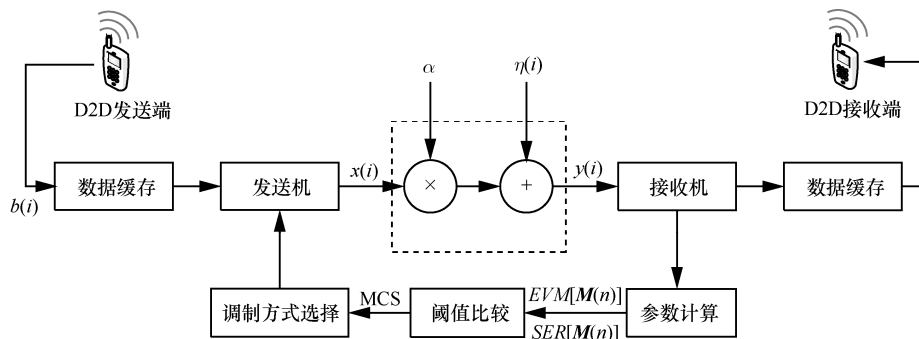 α
η(i)
D2D发送端
D2D接收端
b(i)
数据缓存
发送机
x(i)
×
+
y(i)
接收机
数据缓存
调制方式选择
MCS
阈值比较
EVM[M(n)]
SER[M(n)]
参数计算